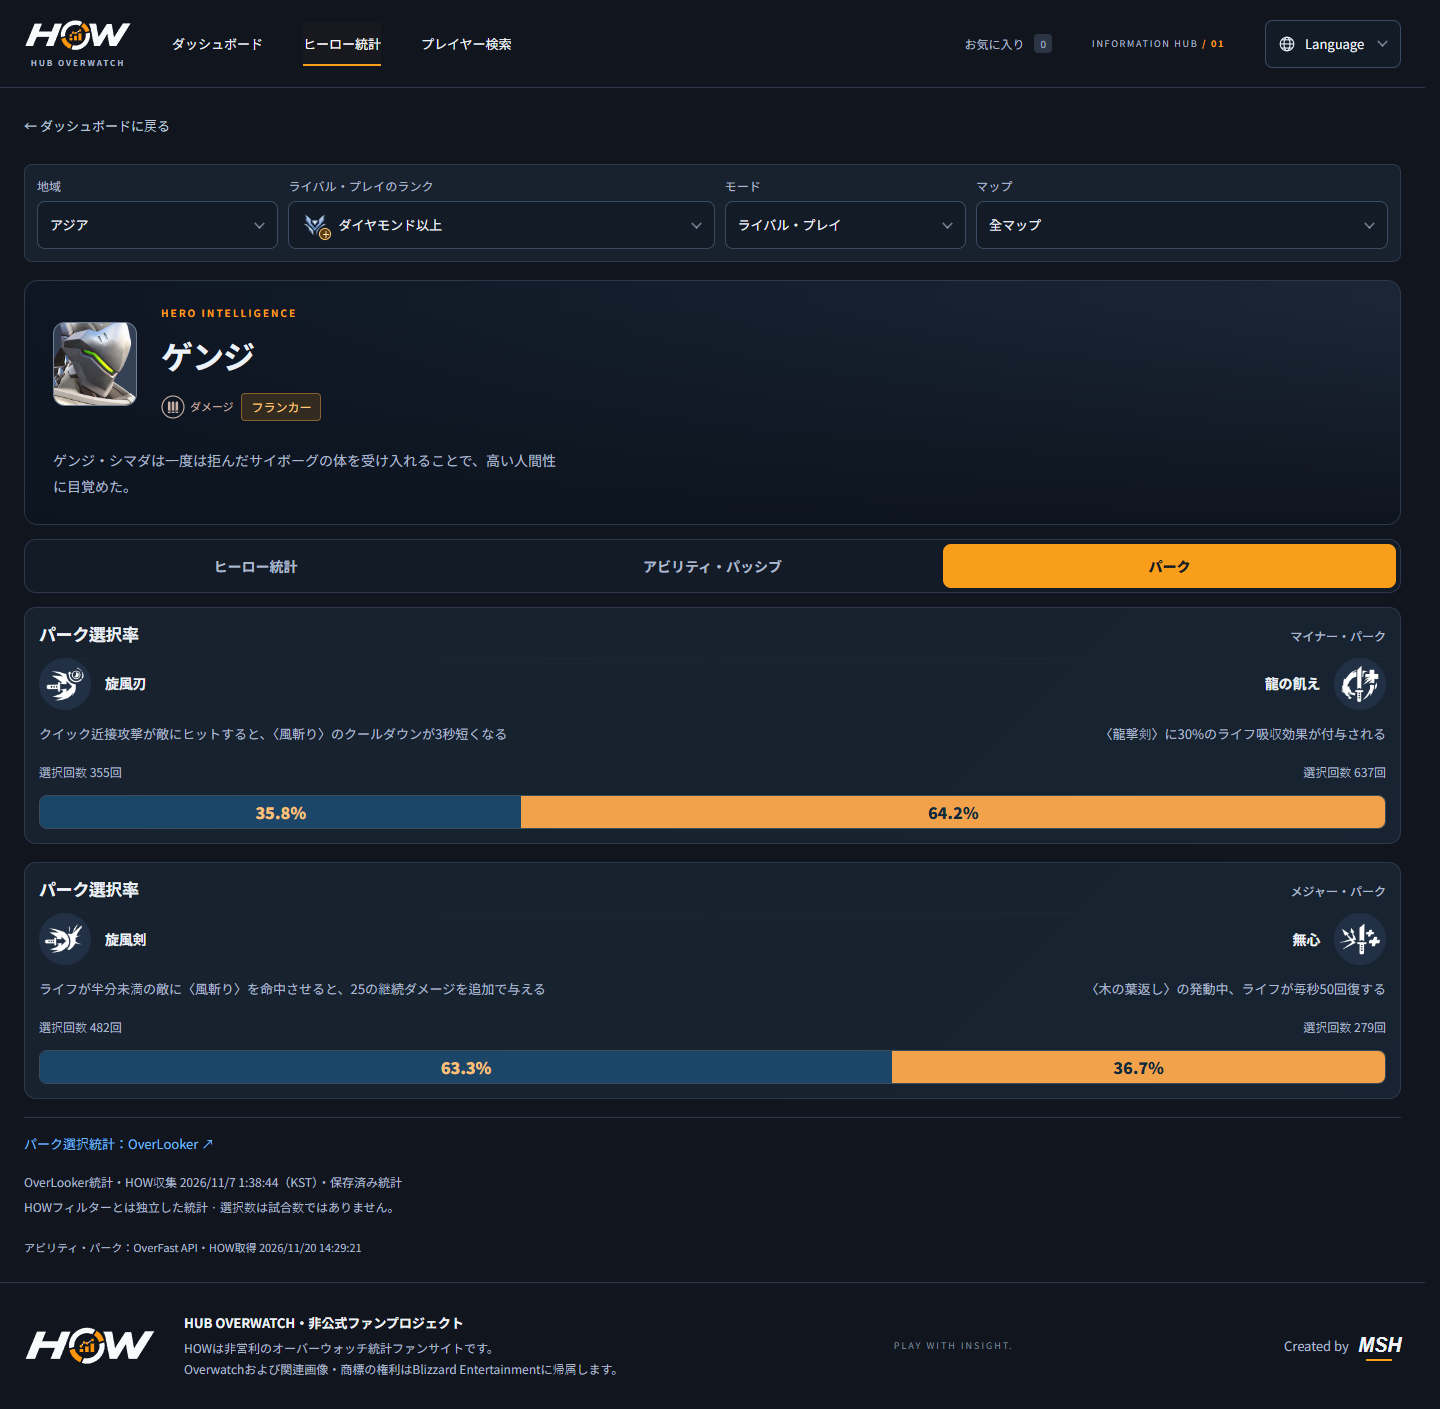 HOW
HUB OVERWATCH
ダッシュボード
ヒーロー統計
プレイヤー検索
お気に入り 0
INFORMATION HUB / 01
Language
← ダッシュボードに戻る
地域
ライバル・プレイのランク
モード
マップ
アジア
ダイヤモンド以上
ライバル・プレイ
全マップ
HERO INTELLIGENCE
ゲンジ
ダメージ
フランカー
ゲンジ・シマダは一度は拒んだサイボーグの体を受け入れることで、高い人間性
に目覚めた。
ヒーロー統計
アビリティ・パッシブ
パーク
パーク選択率
マイナー・パーク
旋風刃
龍の飢え
クイック近接攻撃が敵にヒットすると、〈風斬り〉のクールダウンが3秒短くなる
〈龍撃剣〉に30%のライフ吸収効果が付与される
選択回数 355回
選択回数 637回
35.8%
64.2%
パーク選択率
メジャー・パーク
旋風剣
無心
ライフが半分未満の敵に〈風斬り〉を命中させると、25の継続ダメージを追加で与える
〈木の葉返し〉の発動中、ライフが毎秒50回復する
選択回数 482回
選択回数 279回
63.3%
36.7%
パーク選択統計：OverLooker ↗
OverLooker統計・HOW収集 2026/11/7 1:38:44（KST）・保存済み統計
HOWフィルターとは独立した統計 · 選択数は試合数ではありません。
アビリティ・パーク：OverFast API・HOW取得 2026/11/20 14:29:21
HOW
HUB OVERWATCH・非公式ファンプロジェクト
HOWは非営利のオーバーウォッチ統計ファンサイトです。
Overwatchおよび関連画像・商標の権利はBlizzard Entertainmentに帰属します。
PLAY WITH INSIGHT.
Created by MSH